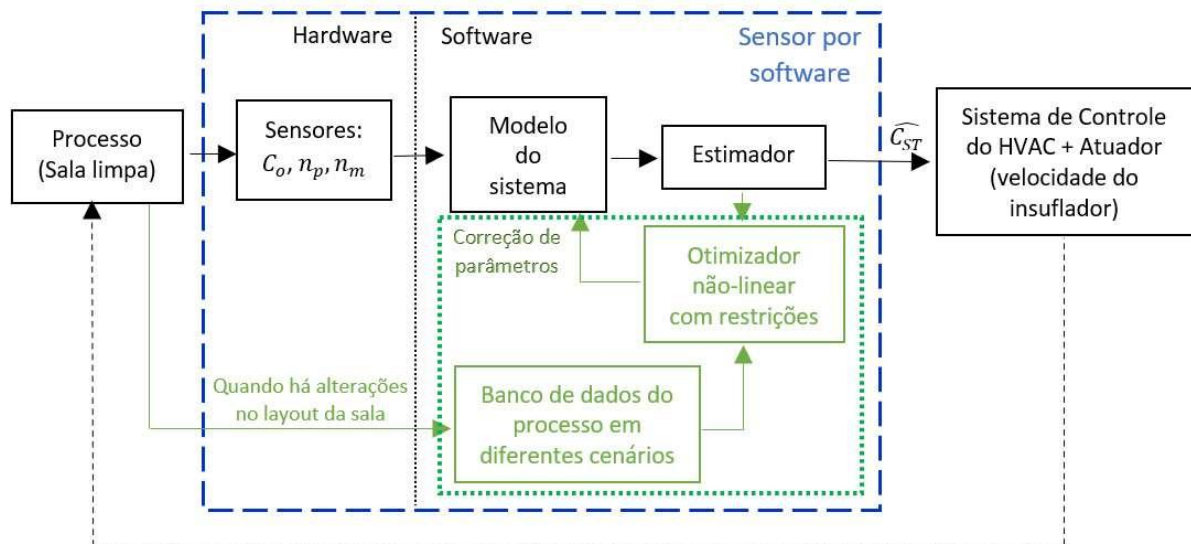 Hardware
Software
Sensor por
software
Processo
(Sala limpa)
Sensores:
C_o, n_p, n_m
Modelo
do
sistema
Estimador
\widehat{C_{ST}}
Sistema de Controle
do HVAC + Atuador
(velocidade do
insuflador)
Correção de
parâmetros
Otimizador
não-linear
com restrições
Quando há alterações
no layout da sala
Banco de dados do
processo em
diferentes cenários